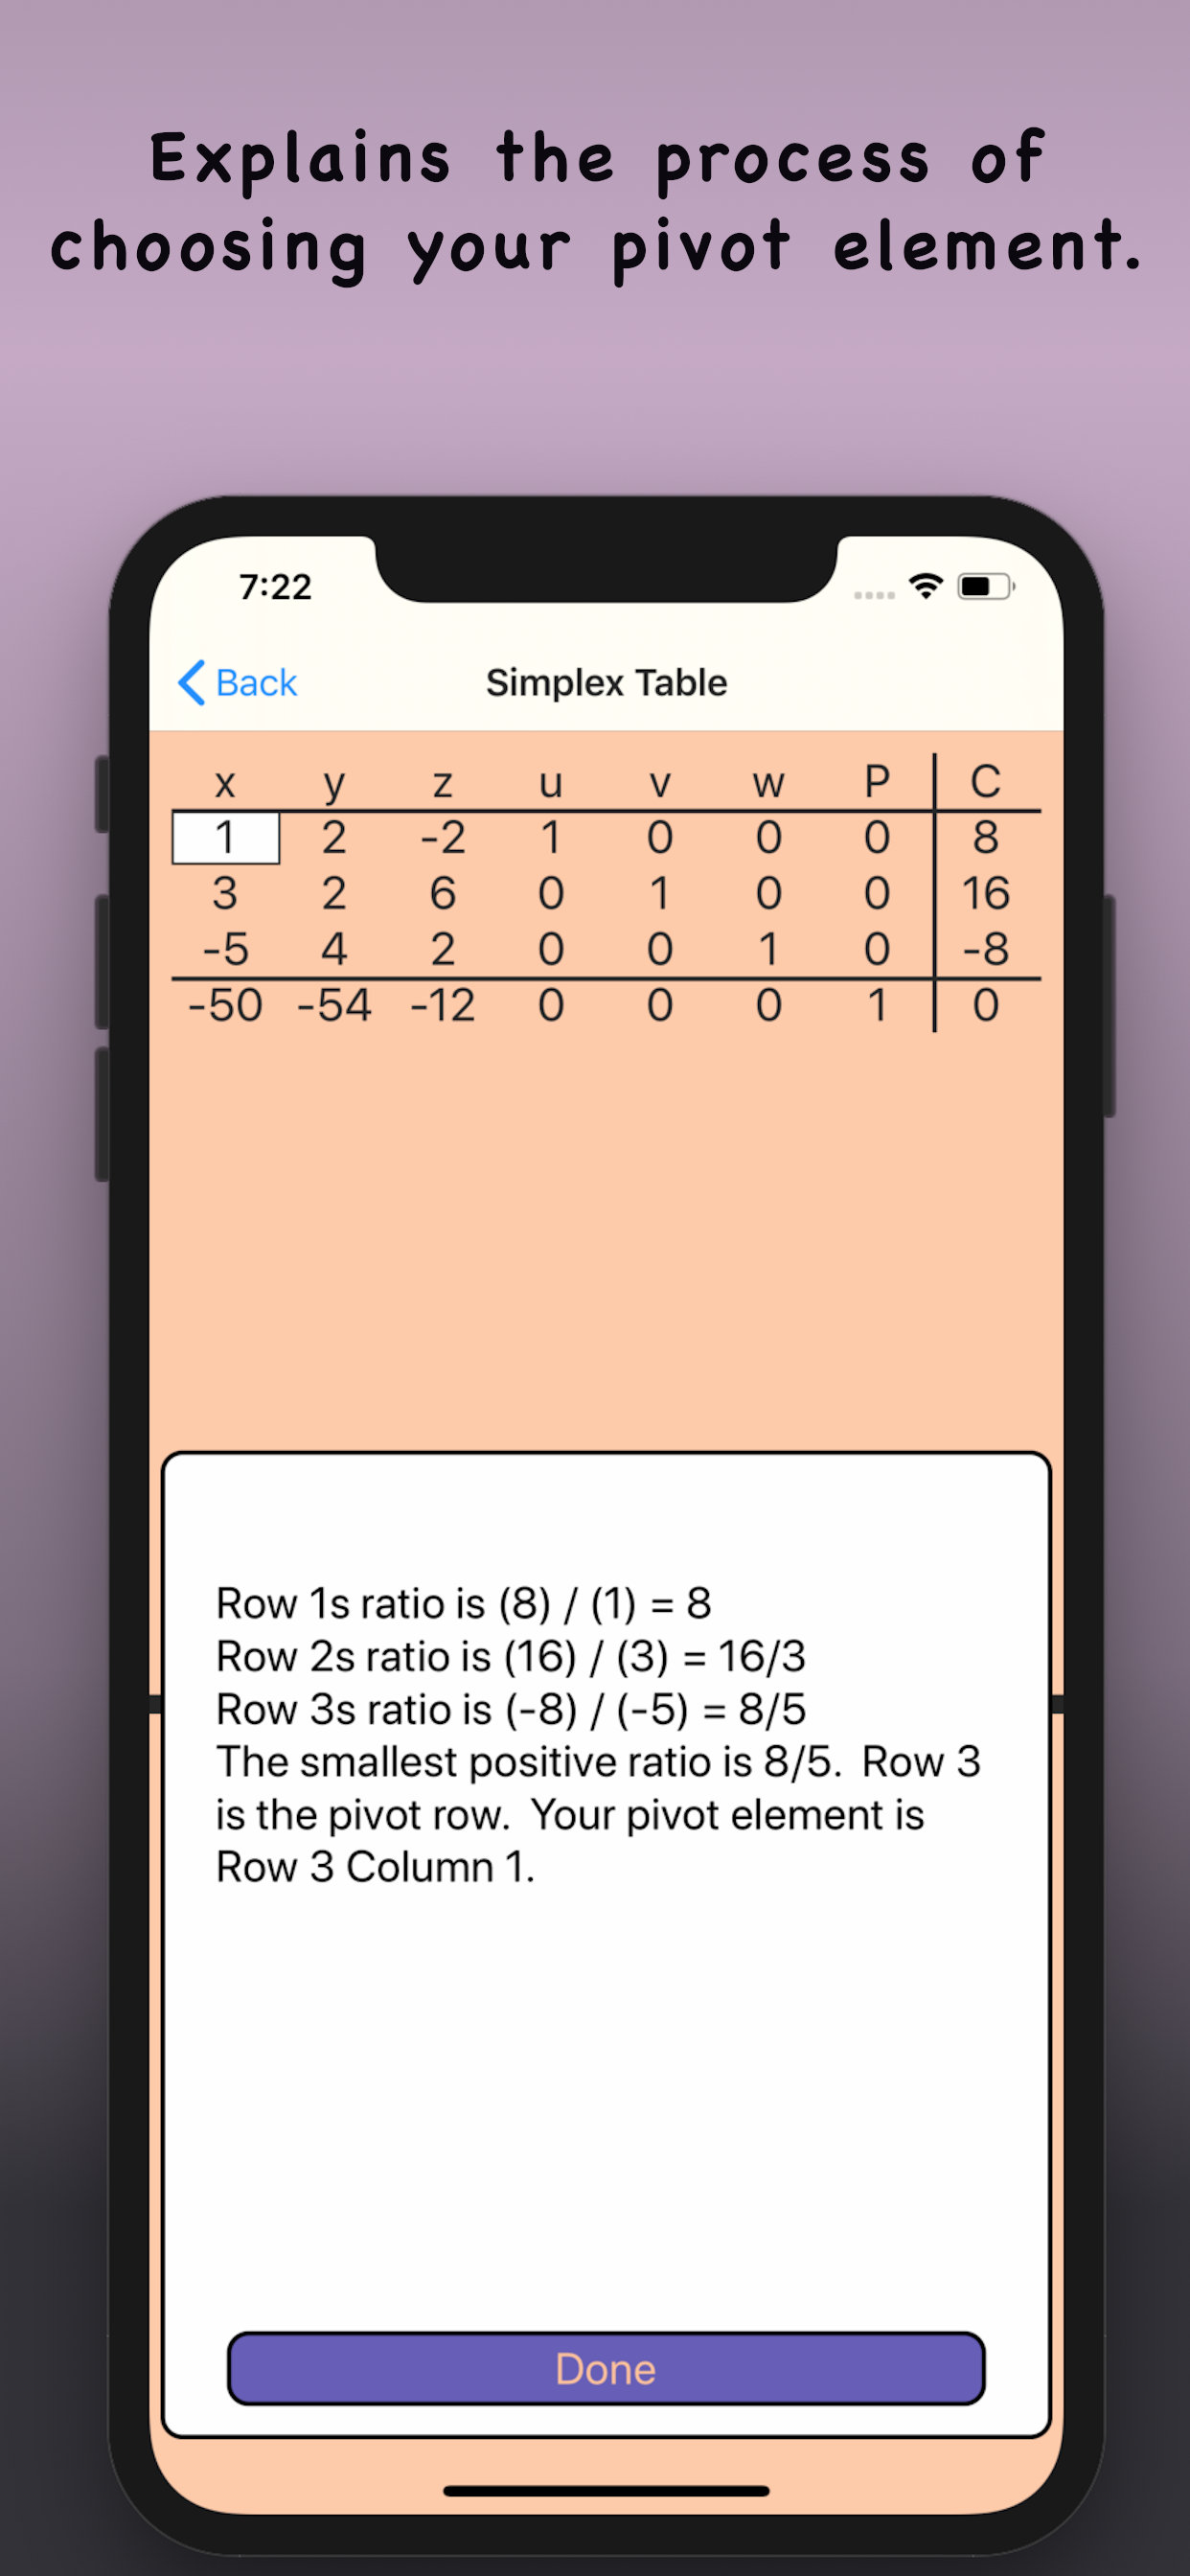 Explains the process of
choosing your pivot element.
7:22
Back Simplex Table
x y z u v w P C
1 2 -2 1 0 0 0 8
3 2 6 0 1 0 0 16
-5 4 2 0 0 1 0 -8
-50 -54 -12 0 0 0 1 0
Row 1s ratio is (8) / (1) = 8
Row 2s ratio is (16) / (3) = 16/3
Row 3s ratio is (-8) / (-5) = 8/5
The smallest positive ratio is 8/5. Row 3
is the pivot row. Your pivot element is
Row 3 Column 1.
Done